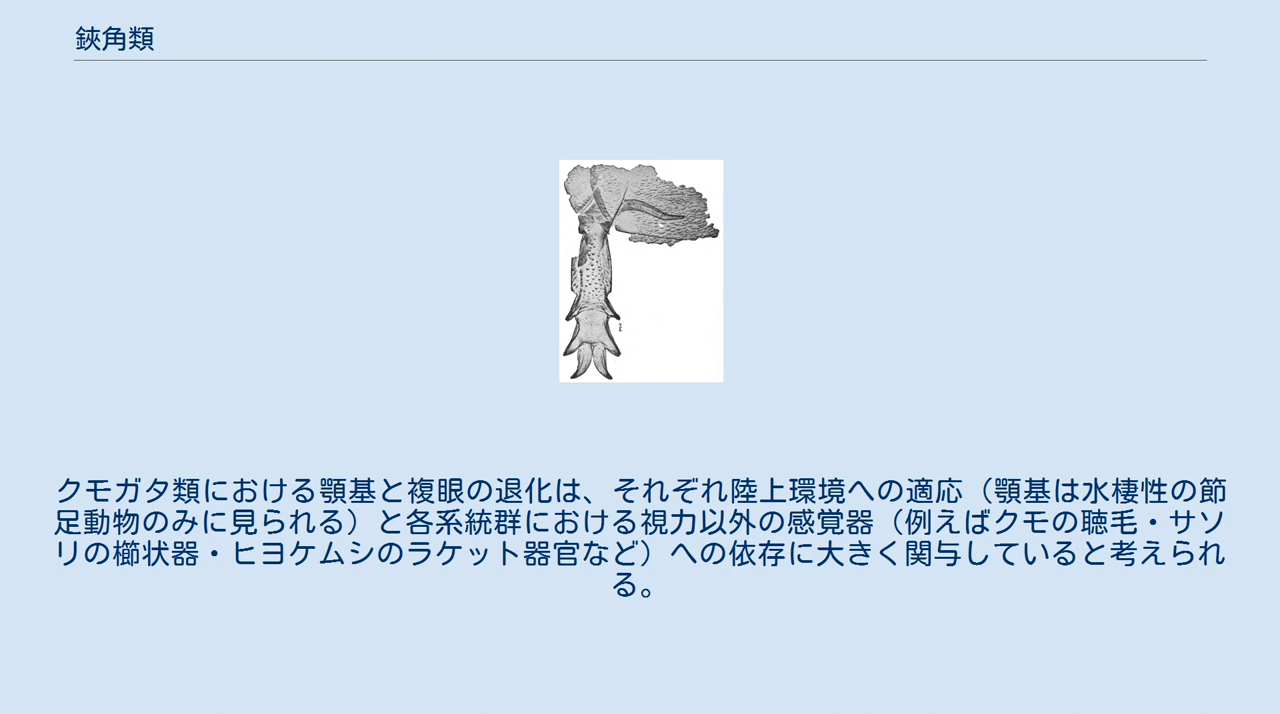 鋏角類
クモガタ類における顎基と複眼の退化は、それぞれ陸上環境への適応（顎基は水棲性の節
足動物のみに見られる）と各系統群における視力以外の感覚器（例えばクモの聴毛・サソ
リの櫛状器・ヒヨケムシのラケット器官など）への依存に大きく関与していると考えられ
る。